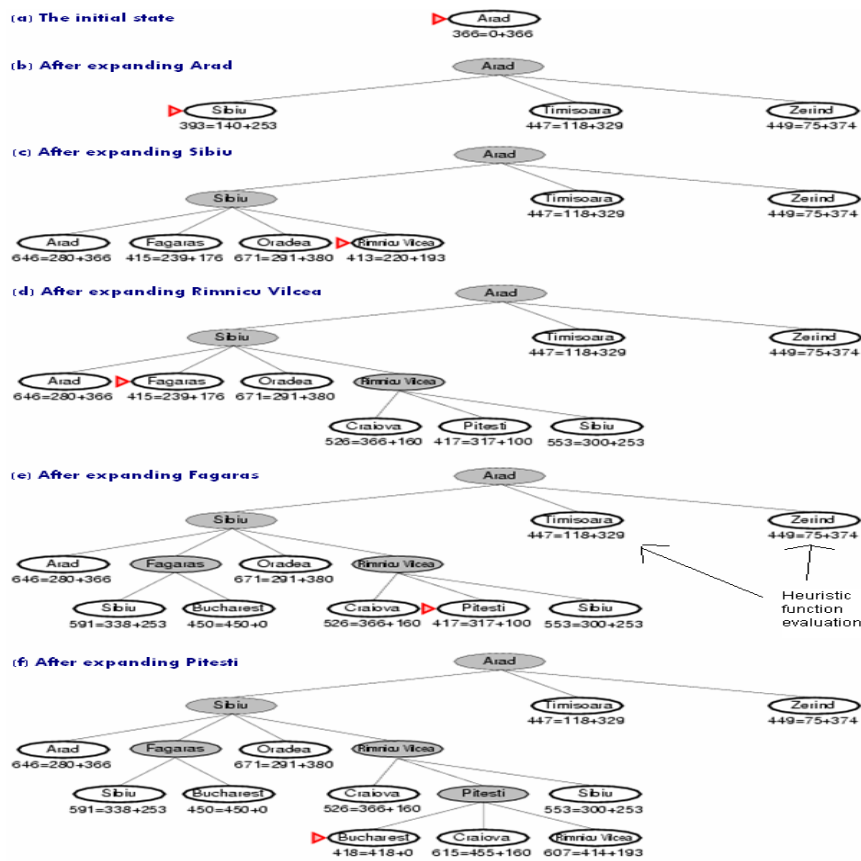 (a) The initial state
Arad
366=0+366
(b) After expanding Arad
Arad
Sibiu Timisoara Zerind
393=140+253 447=118+329 449=75+374
(c) After expanding Sibiu
Arad
Sibiu Timisoara Zerind
447=118+329 449=75+374
Arad Fagaras Oradea Rimnicu Vilcea
646=280+366 415=239+176 671=291+380 413=220+193
(d) After expanding Rimnicu Vilcea
Arad
Sibiu Timisoara Zerind
447=118+329 449=75+374
Arad Fagaras Oradea Rimnicu Vilcea
646=280+366 415=239+176 671=291+380
Craiova Pitesti Sibiu
526=366+160 417=317+100 553=300+253
(e) After expanding Fagaras
Arad
Sibiu Timisoara Zerind
447=118+329 449=75+374
Arad Fagaras Oradea Rimnicu Vilcea
646=280+366 671=291+380
Sibiu Bucharest Craiova Pitesti Sibiu
591=338+253 450=450+0 526=366+160 417=317+100 553=300+253
Heuristic
function
evaluation
(f) After expanding Pitesti
Arad
Sibiu Timisoara Zerind
447=118+329 449=75+374
Arad Fagaras Oradea Rimnicu Vilcea
646=280+366 671=291+380
Sibiu Bucharest Craiova Pitesti Sibiu
591=338+253 450=450+0 526=366+160 553=300+253
Bucharest Craiova Rimnicu Vilcea
418=418+0 615=455+160 607=414+193